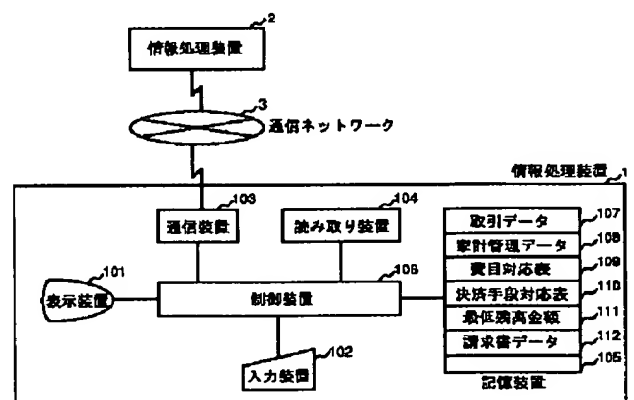 2
情報処理装置
3
通信ネットワーク
情報処理装置
1
103
通信装置
104
読み取り装置
取引データ
107
家計管理データ
108
費目対応表
109
決済手段対応表
110
最低残高金額
111
請求書データ
112
105
記憶装置
101
表示装置
106
制御装置
102
入力装置